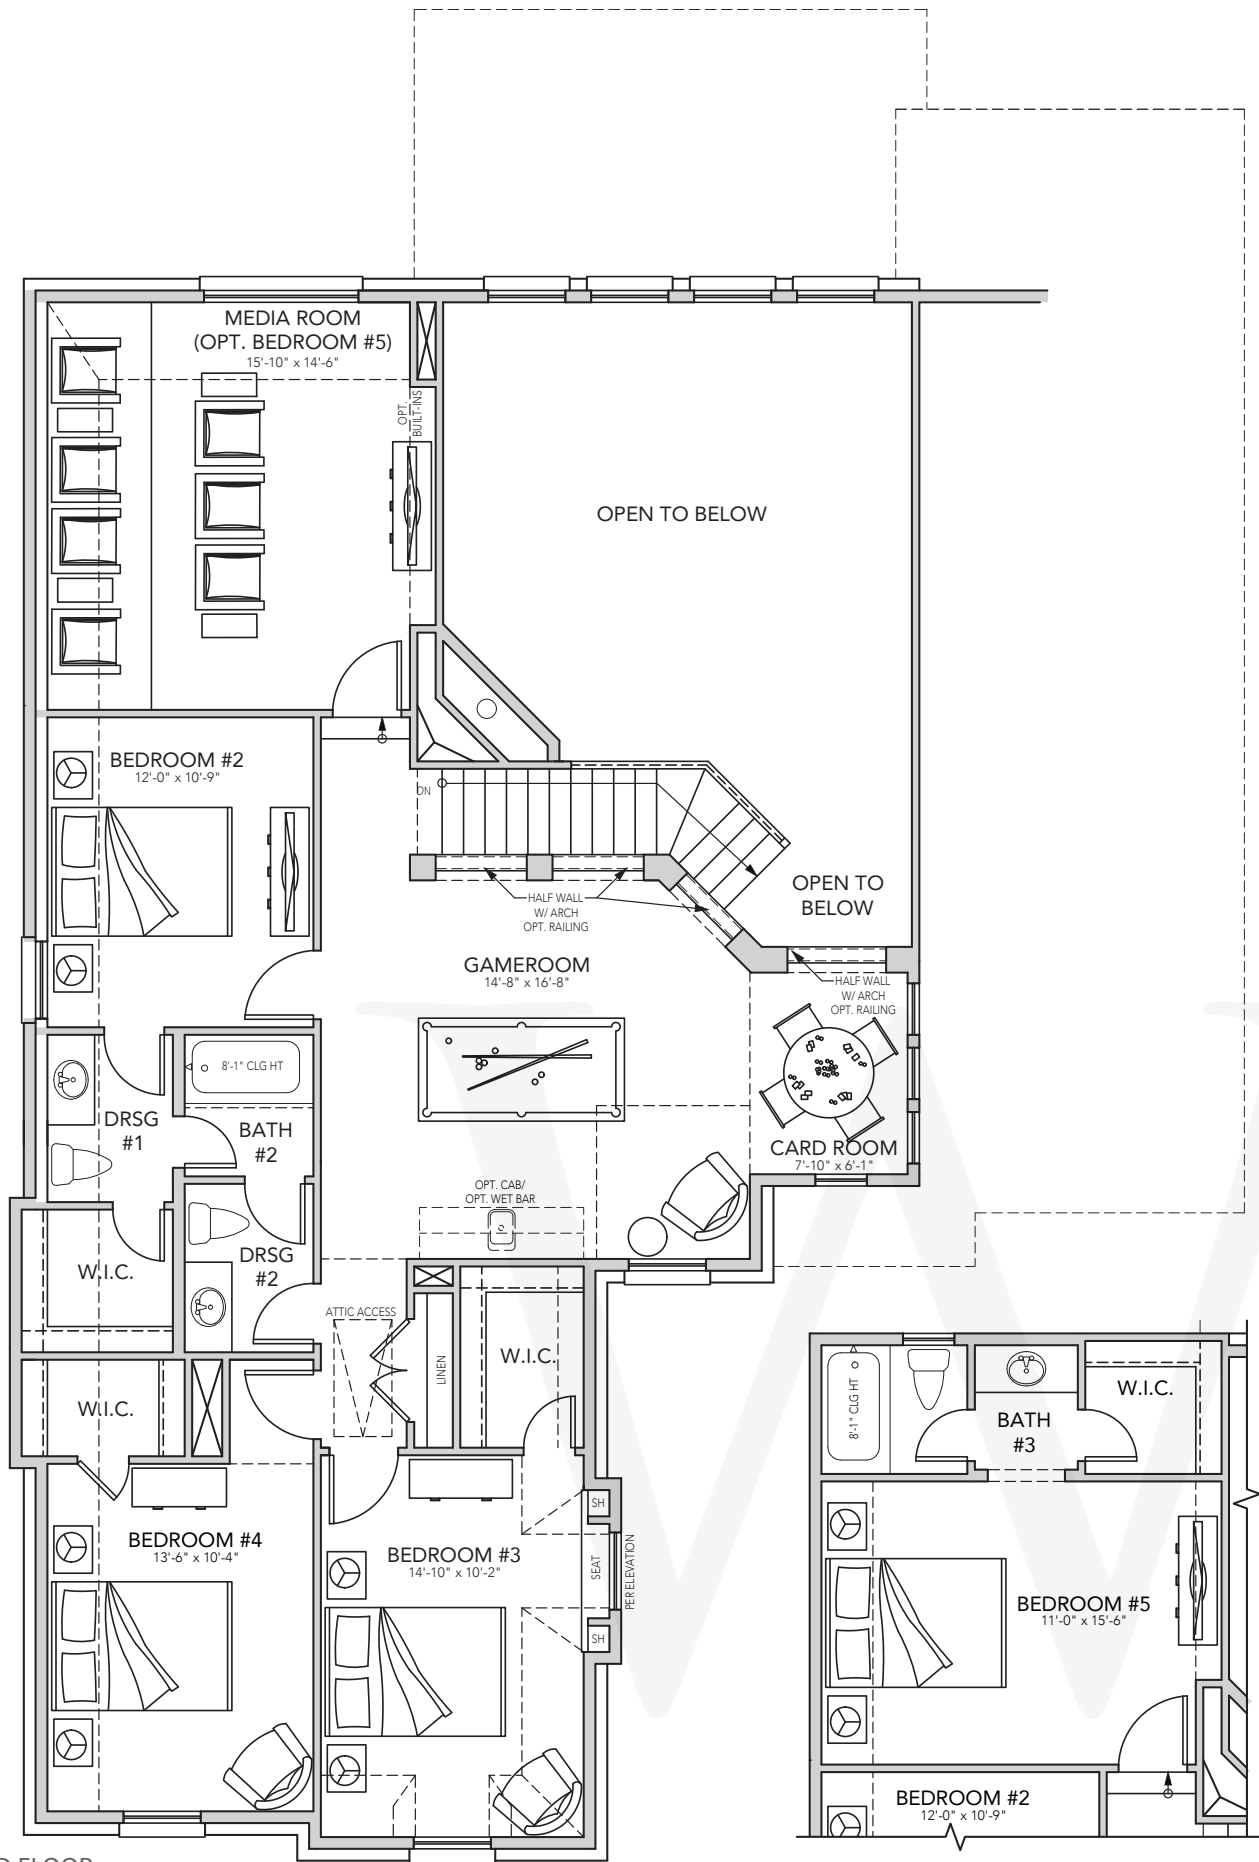 MEDIA ROOM
(OPT. BEDROOM #5)
15'-10" x 14'-6"
OPT.
BUILT-INS
OPEN TO BELOW
BEDROOM #2
12'-0" x 10'-9"
DN
HALF WALL
W/ ARCH
OPT. RAILING
OPEN TO
BELOW
GAMEROOM
14'-8" x 16'-8"
HALF WALL
W/ ARCH
OPT. RAILING
8'-1" CLG HT
DRSG
#1
BATH
#2
CARD ROOM
7'-10" x 6'-1"
OPT. CAB/
OPT. WET BAR
W.I.C.
DRSG
#2
ATTIC ACCESS
LINEN
W.I.C.
W.I.C.
BEDROOM #4
13'-6" x 10'-4"
BEDROOM #3
14'-10" x 10'-2"
SH
SEAT
PER ELEVATION
SH
8'-1" CLG HT
BATH
#3
W.I.C.
BEDROOM #5
11'-0" x 15'-6"
BEDROOM #2
12'-0" x 10'-9"
FLOOR